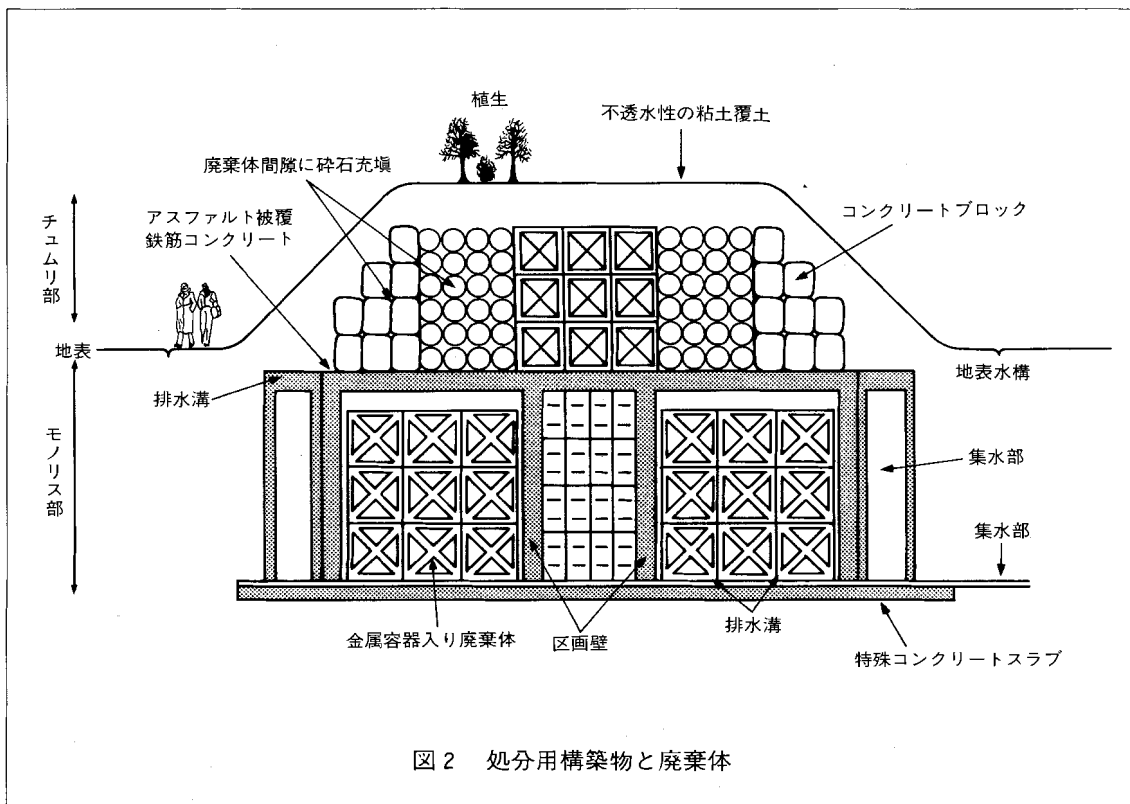 植生
不透水性の粘土覆土
廃棄体間隙に砕石充塡
コンクリートブロック
アスファルト被覆
鉄筋コンクリート
チュムリ部
地表
地表水構
排水溝
モノリス部
集水部
集水部
金属容器入り廃棄体
区画壁
排水溝
特殊コンクリートスラブ
図2 処分用構築物と廃棄体